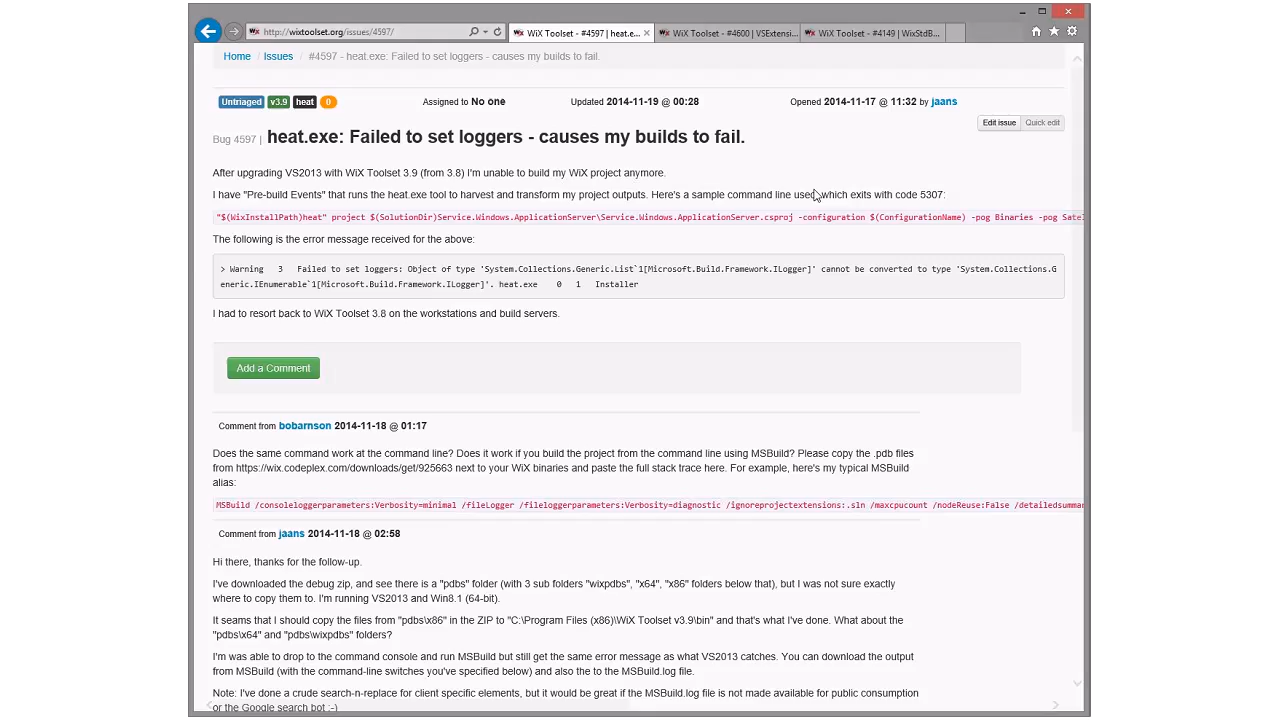 http://wixtoolset.org/issues/4597/
WiX Toolset - #4597 | heat.e...
WiX Toolset - #4600 | VSExtensi...
WiX Toolset - #4149 | WixStdB...
Home / Issues / #4597 - heat.exe: Failed to set loggers - causes my builds to fail.
Untriaged v3.9 heat 0 Assigned to No one Updated 2014-11-19 @ 00:28 Opened 2014-11-17 @ 11:32 by jaans
Edit issue Quick edit
Bug 4597 | heat.exe: Failed to set loggers - causes my builds to fail.
After upgrading VS2013 with WiX Toolset 3.9 (from 3.8) I'm unable to build my WiX project anymore.
I have "Pre-build Events" that runs the heat.exe tool to harvest and transform my project outputs. Here's a sample command line used, which exits with code 5307:
"$(WixInstallPath)heat" project $(SolutionDir)Service.Windows.ApplicationServer\Service.Windows.ApplicationServer.csproj -configuration $(ConfigurationName) -pog Binaries -pog Satel
The following is the error message received for the above:
> Warning 3 Failed to set loggers: Object of type 'System.Collections.Generic.List`1[Microsoft.Build.Framework.ILogger]' cannot be converted to type 'System.Collections.G
eneric.IEnumerable`1[Microsoft.Build.Framework.ILogger]'. heat.exe 0 1 Installer
I had to resort back to WiX Toolset 3.8 on the workstations and build servers.
Add a Comment
Comment from bobarnson 2014-11-18 @ 01:17
Does the same command work at the command line? Does it work if you build the project from the command line using MSBuild? Please copy the .pdb files
from https://wix.codeplex.com/downloads/get/925663 next to your WiX binaries and paste the full stack trace here. For example, here's my typical MSBuild
alias:
MSBuild /consoleloggerparameters:Verbosity=minimal /fileLogger /fileloggerparameters:Verbosity=diagnostic /ignoreprojectextensions:.sln /maxcpucount /nodeReuse:False /detailedsummar
Comment from jaans 2014-11-18 @ 02:58
Hi there, thanks for the follow-up.
I've downloaded the debug zip, and see there is a "pdbs" folder (with 3 sub folders "wixpdbs", "x64", "x86" folders below that), but I was not sure exactly
where to copy them to. I'm running VS2013 and Win8.1 (64-bit).
It seams that I should copy the files from "pdbs\x86" in the ZIP to "C:\Program Files (x86)\WiX Toolset v3.9\bin" and that's what I've done. What about the
"pdbs\x64" and "pdbs\wixpdbs" folders?
I'm was able to drop to the command console and run MSBuild but still get the same error message as what VS2013 catches. You can download the output
from MSBuild (with the command-line switches you've specified below) and also the to the MSBuild.log file.
Note: I've done a crude search-n-replace for client specific elements, but it would be great if the MSBuild.log file is not made available for public consumption
or the Google search bot :-)